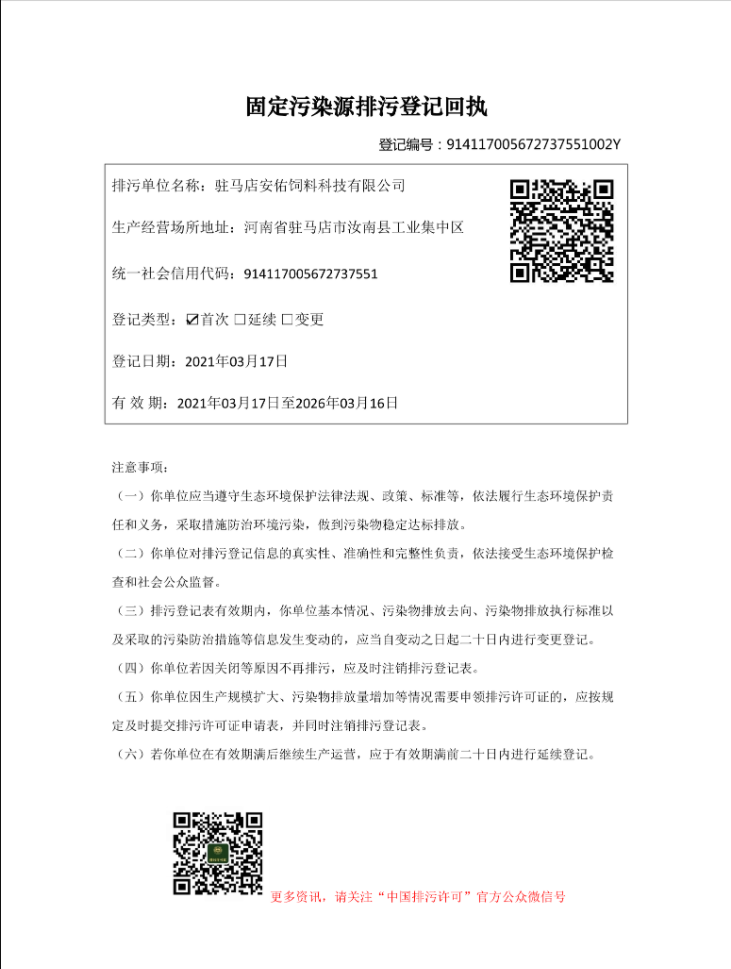 固定污染源排污登记回执
登记编号：914117005672737551002Y
排污单位名称：驻马店安佑饲料科技有限公司
生产经营场所地址：河南省驻马店市汝南县工业集中区
统一社会信用代码：914117005672737551
登记类型：☑首次 □延续 □变更
登记日期：2021年03月17日
有 效 期：2021年03月17日至2026年03月16日
注意事项：
（一）你单位应当遵守生态环境保护法律法规、政策、标准等，依法履行生态环境保护责
任和义务，采取措施防治环境污染，做到污染物稳定达标排放。
（二）你单位对排污登记信息的真实性、准确性和完整性负责，依法接受生态环境保护检
查和社会公众监督。
（三）排污登记表有效期内，你单位基本情况、污染物排放去向、污染物排放执行标准以
及采取的污染防治措施等信息发生变动的，应当自变动之日起二十日内进行变更登记。
（四）你单位若因关闭等原因不再排污，应及时注销排污登记表。
（五）你单位因生产规模扩大、污染物排放量增加等情况需要申领排污许可证的，应按规
定及时提交排污许可证申请表，并同时注销排污登记表。
（六）若你单位在有效期满后继续生产运营，应于有效期满前二十日内进行延续登记。
更多资讯，请关注“中国排污许可”官方公众微信号